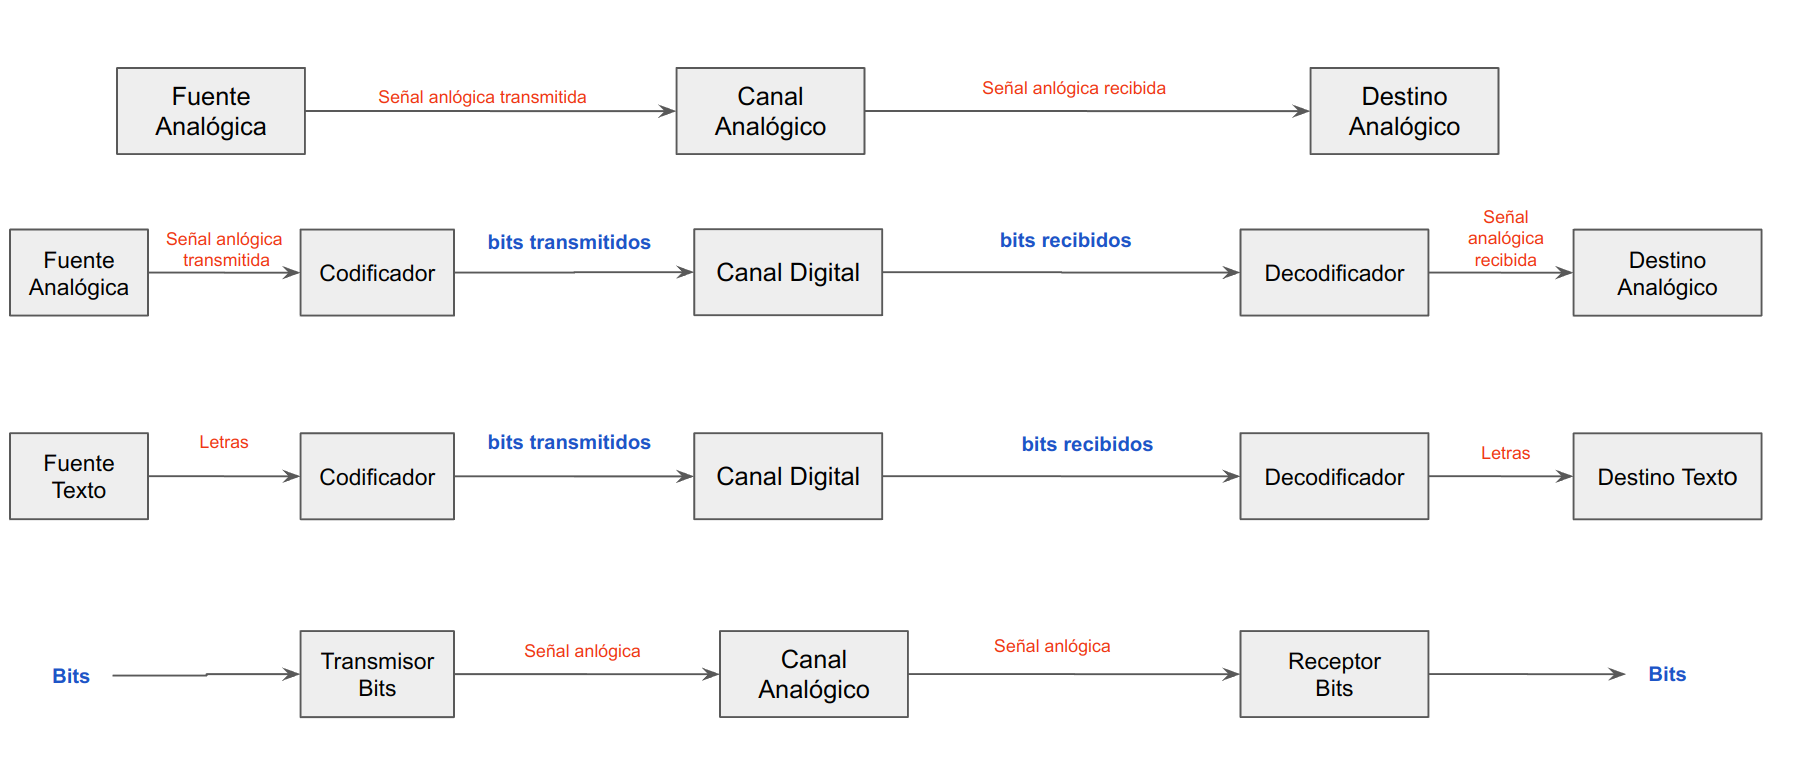 Fuente
Analógica
Señal anlógica transmitida
Canal
Analógico
Señal anlógica recibida
Destino
Analógico
Fuente
Analógica
Señal anlógica
transmitida
Codificador
bits transmitidos
Canal Digital
bits recibidos
Decodificador
Señal
analógica
recibida
Destino
Analógico
Fuente
Texto
Letras
Codificador
bits transmitidos
Canal Digital
bits recibidos
Decodificador
Letras
Destino Texto
Bits
Transmisor
Bits
Señal anlógica
Canal
Analógico
Señal anlógica
Receptor
Bits
Bits